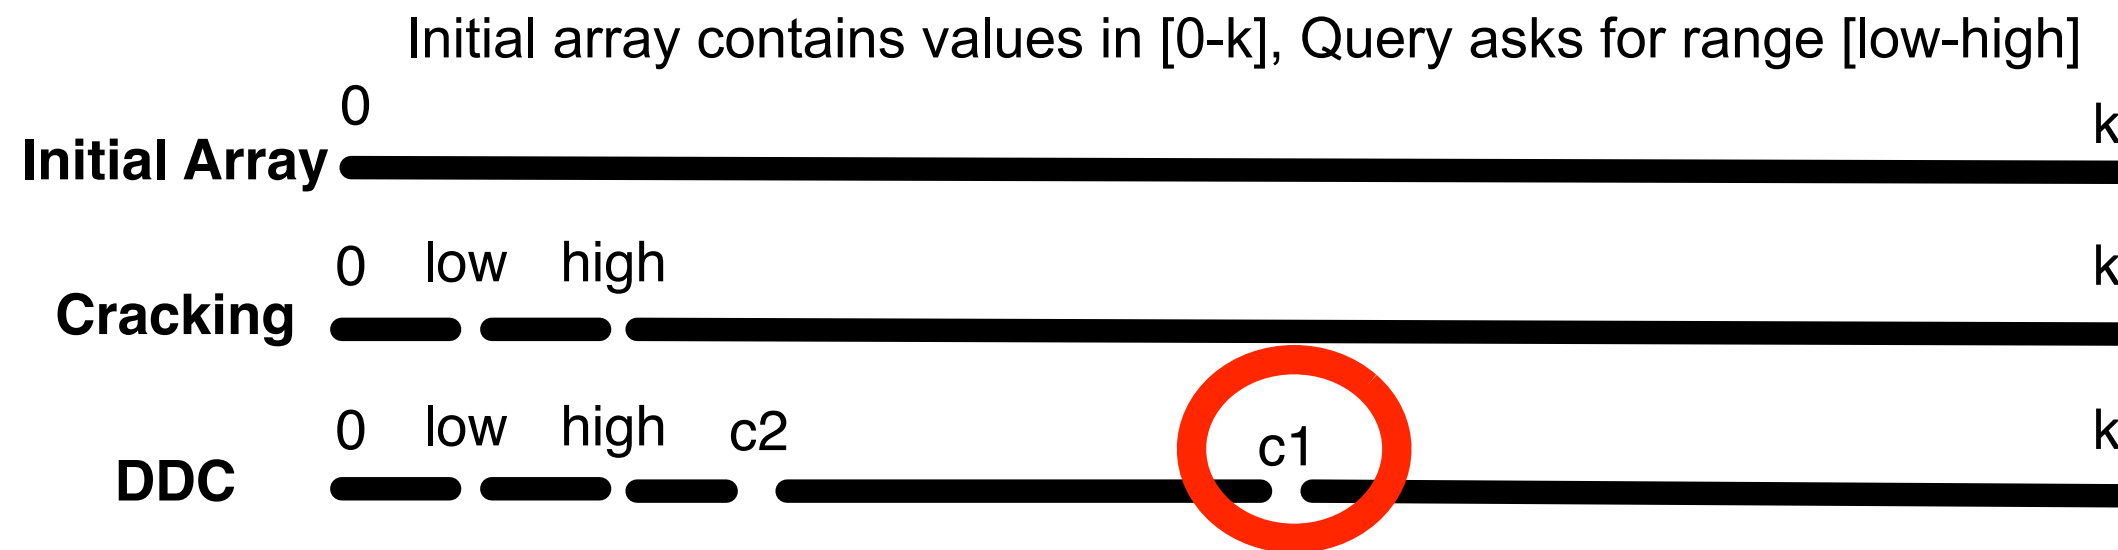 Initial array contains values in [0-k], Query asks for range [low-high]
0 k
Initial Array
0 low high k
Cracking
0 low high c2 c1 k
DDC